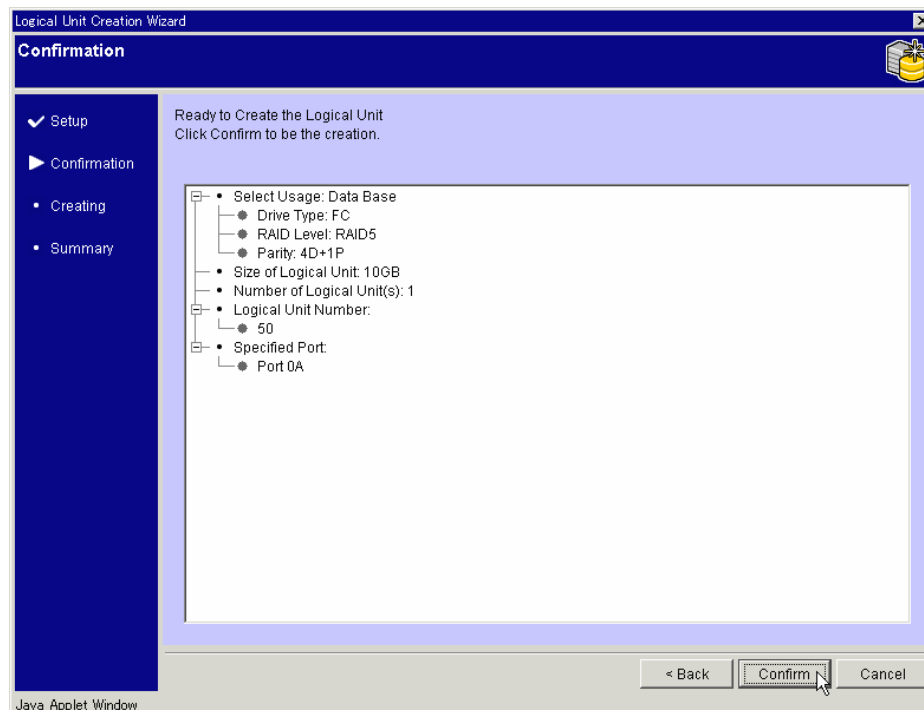 Logical Unit Creation Wizard
Confirmation
Setup
Confirmation
Creating
Summary
Ready to Create the Logical Unit
Click Confirm to be the creation.
Select Usage: Data Base
Drive Type: FC
RAID Level: RAID5
Parity: 4D+1P
Size of Logical Unit: 10GB
Number of Logical Unit(s): 1
Logical Unit Number:
50
Specified Port:
Port 0A
< Back
Confirm
Cancel
Java Applet Window